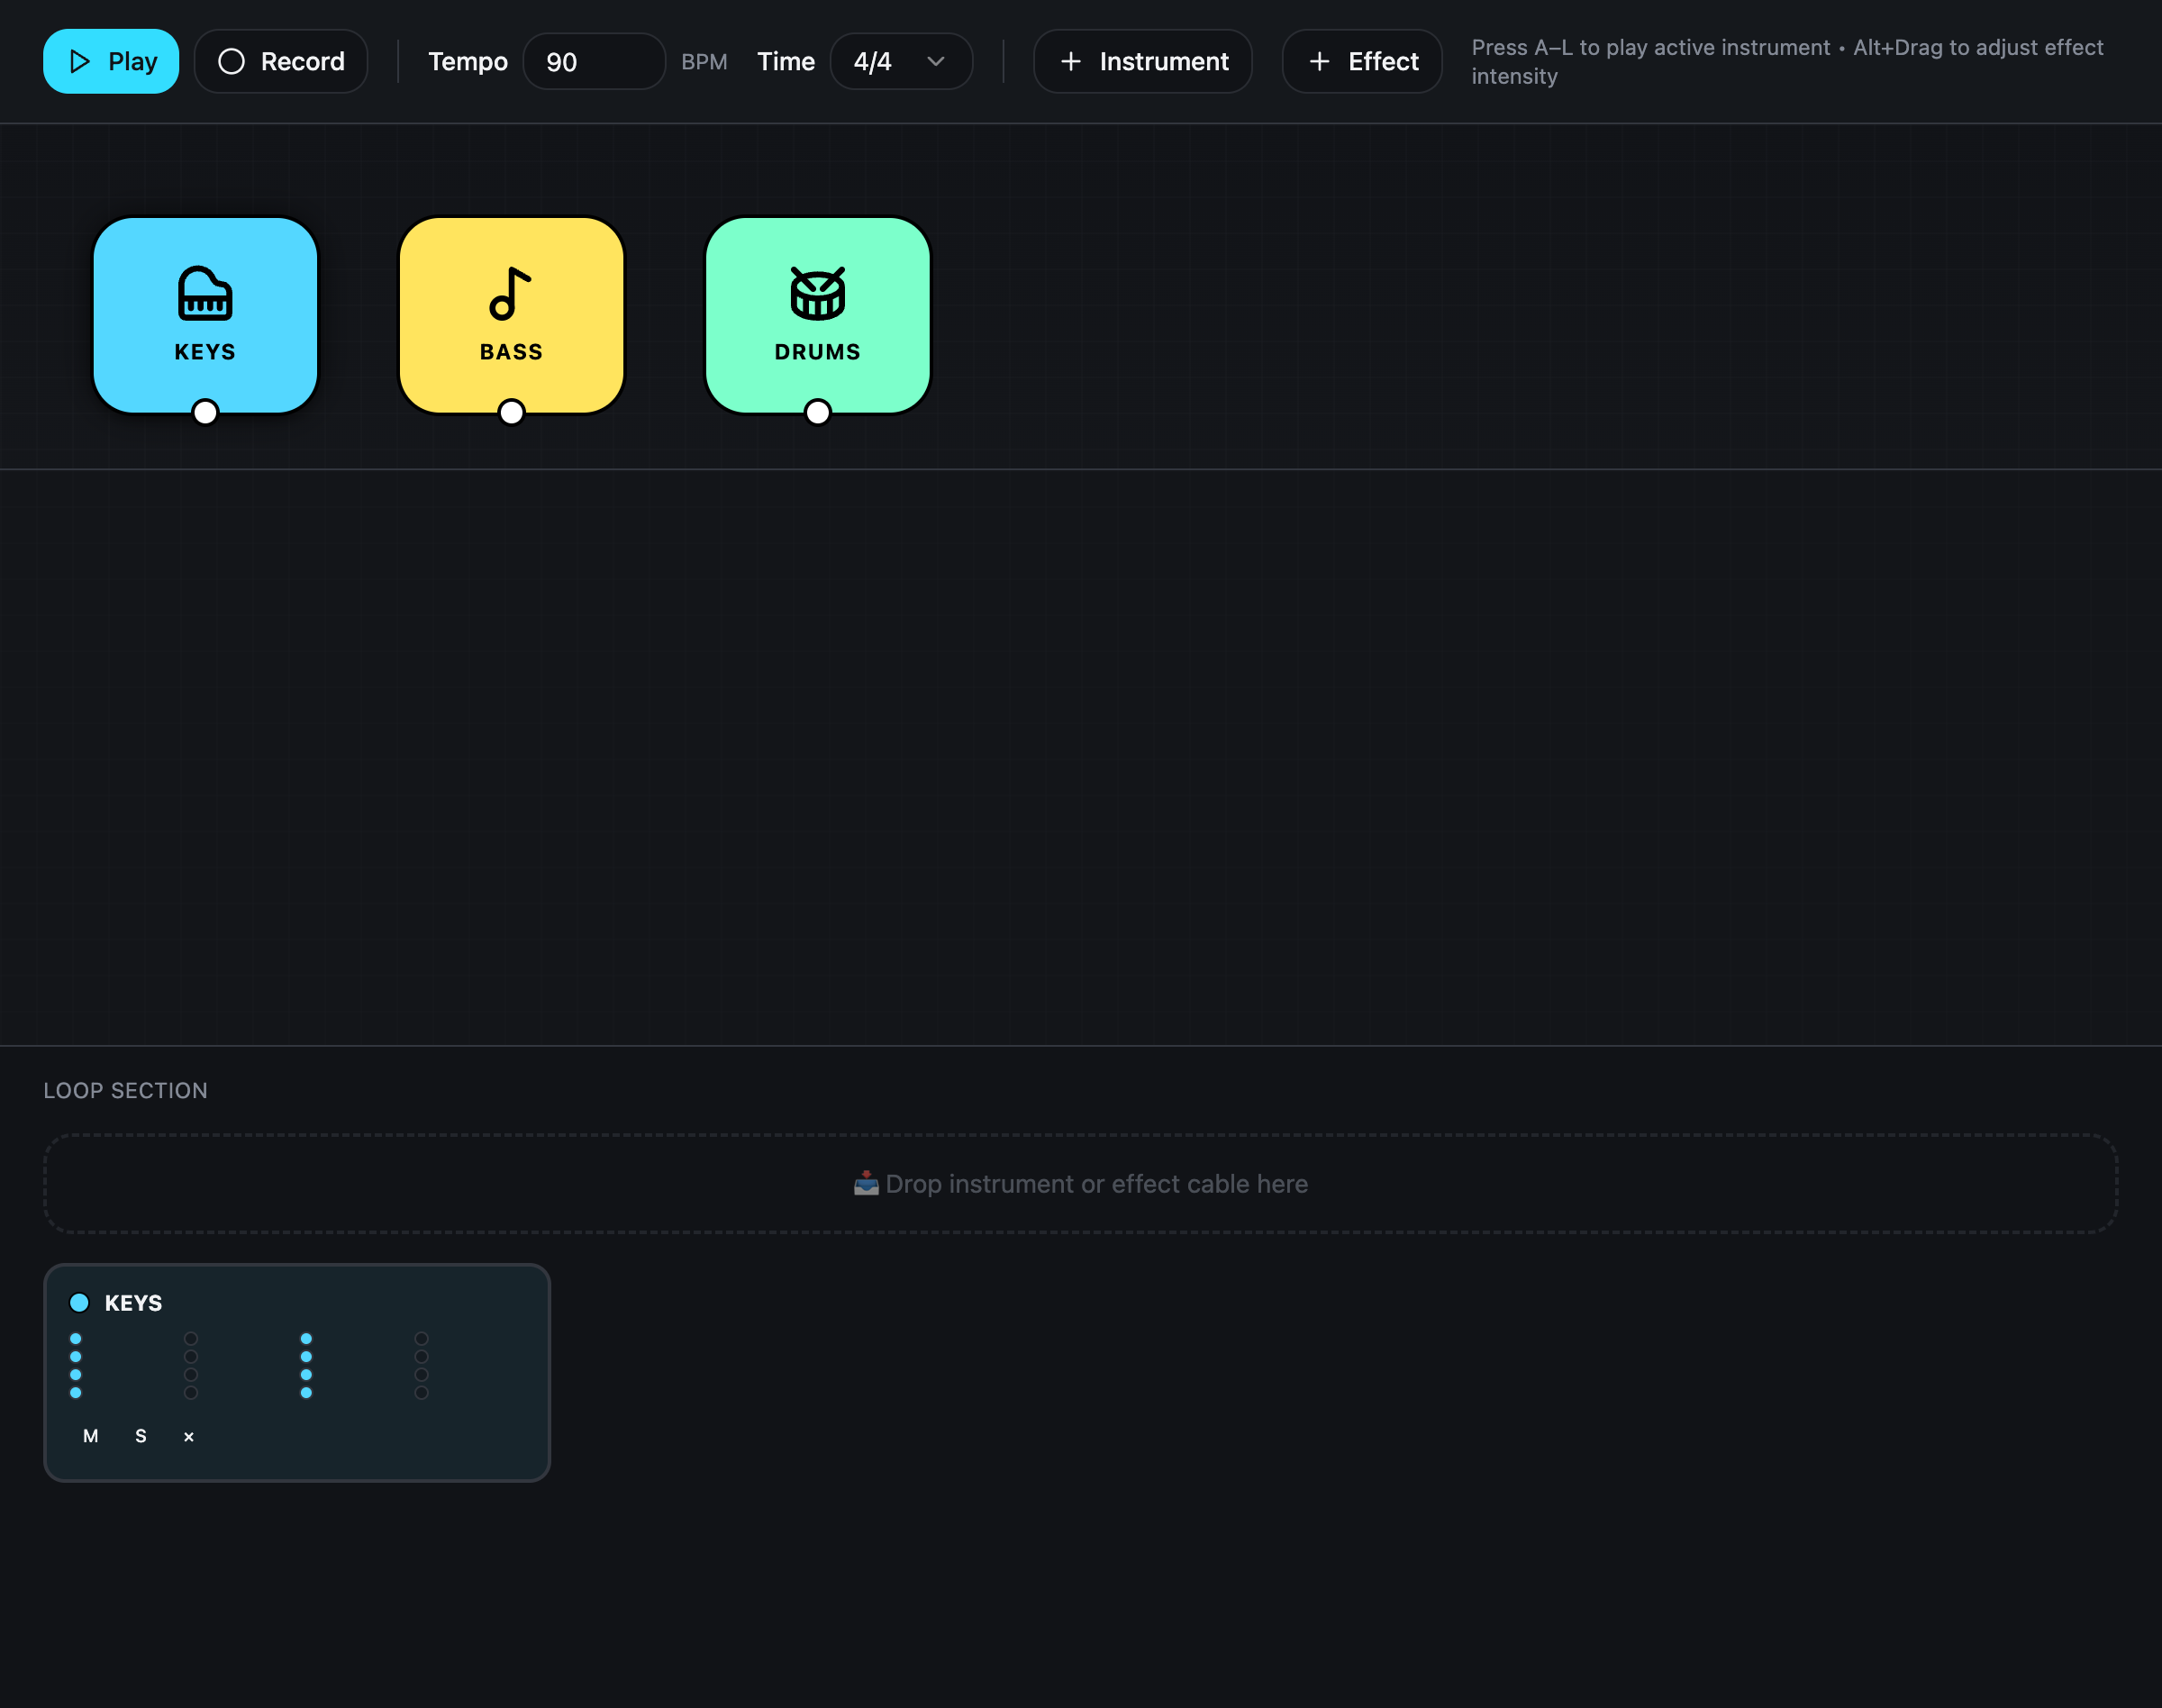 Play
Record
Tempo
90
BPM
Time
4/4
+ Instrument
+ Effect
Press A–L to play active instrument • Alt+Drag to adjust effect
intensity
KEYS
BASS
DRUMS
LOOP SECTION
📥 Drop instrument or effect cable here
KEYS
M S ×